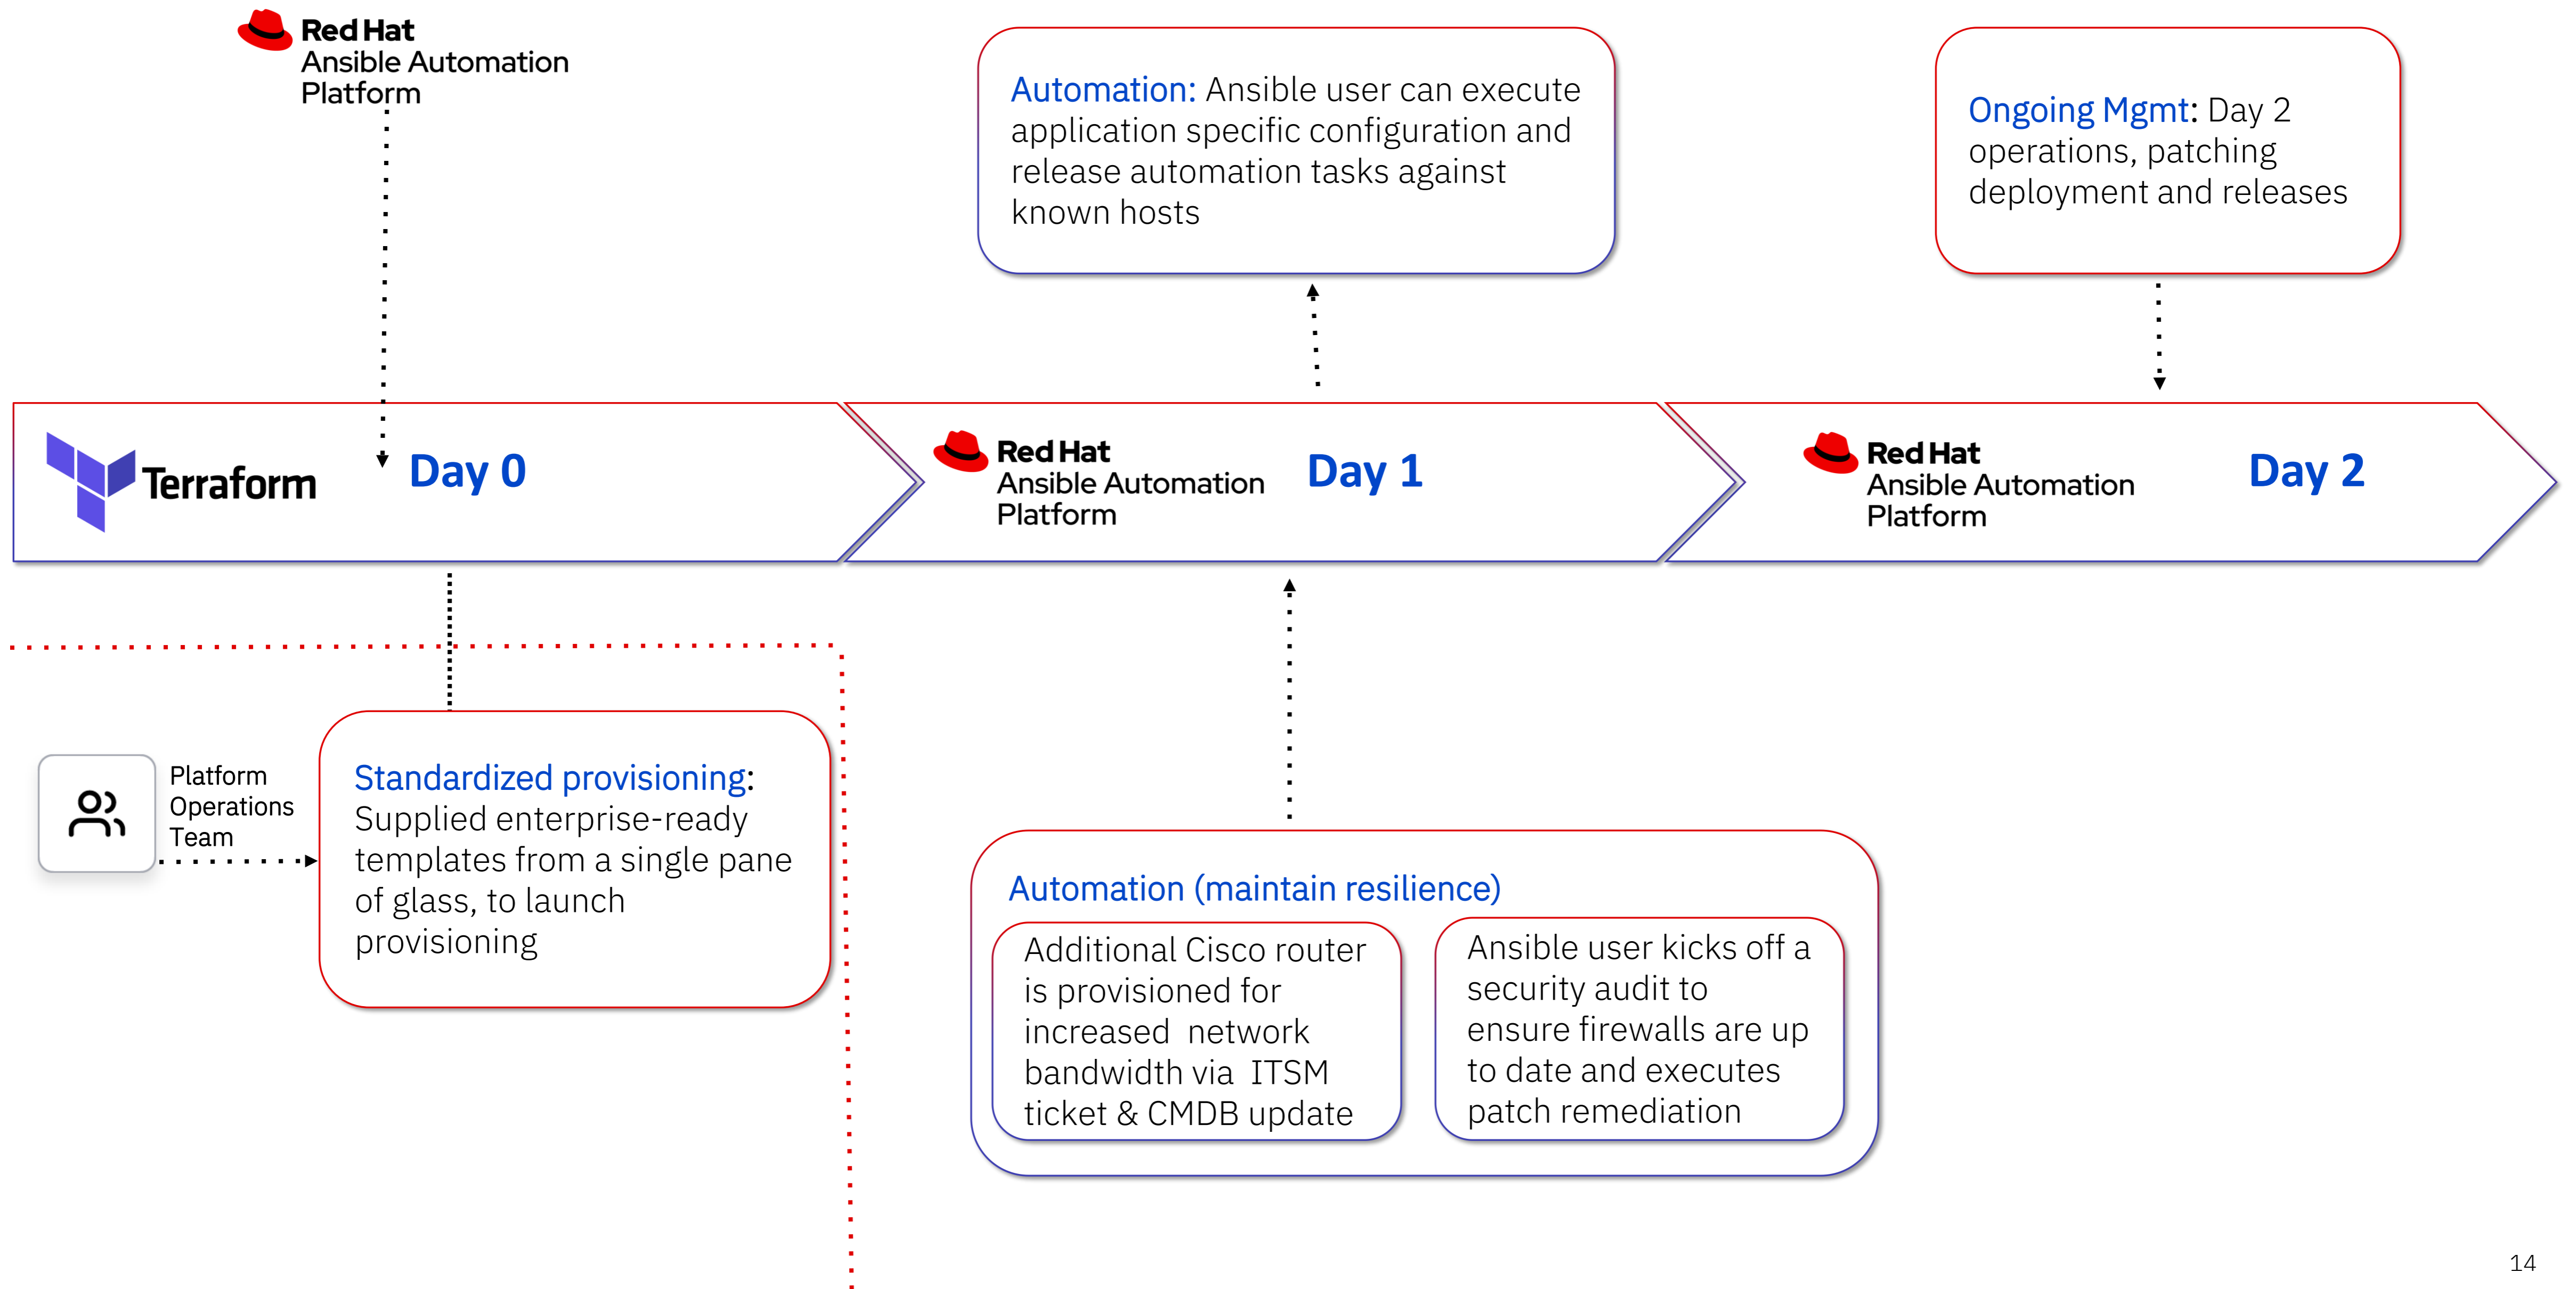 Red Hat
Ansible Automation
Platform
Automation: Ansible user can execute
application specific configuration and
release automation tasks against
known hosts
Ongoing Mgmt: Day 2
operations, patching
deployment and releases
Terraform
Day 0
Red Hat
Ansible Automation
Platform
Day 1
Red Hat
Ansible Automation
Platform
Day 2
Platform
Operations
Team
Standardized provisioning:
Supplied enterprise-ready
templates from a single pane
of glass, to launch
provisioning
Automation (maintain resilience)
Additional Cisco router
is provisioned for
increased  network
bandwidth via  ITSM
ticket & CMDB update
Ansible user kicks off a
security audit to
ensure firewalls are up
to date and executes
patch remediation
14